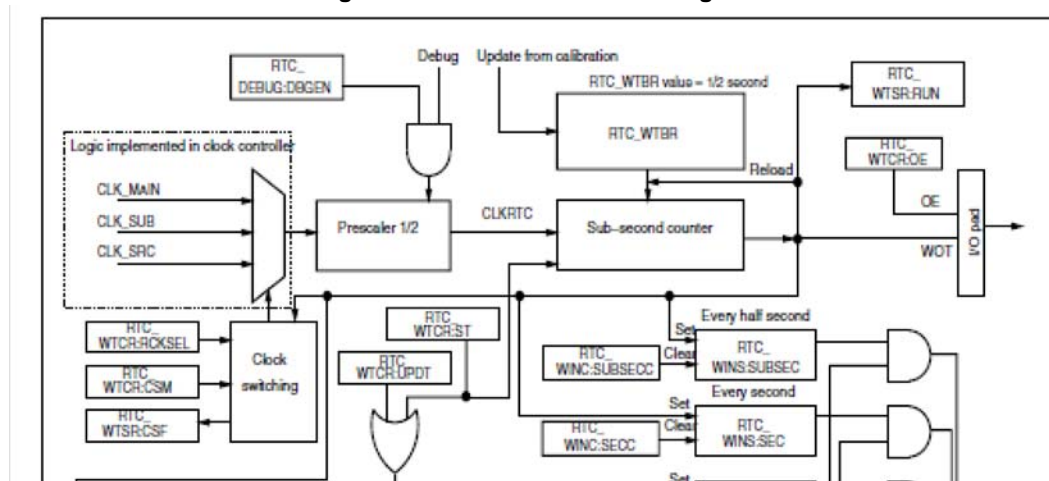 Debug
Update from calibration
RTC_
DEBUG:DBGEN
RTC_WTBR value = 1/2 second
RTC_
WTSR:RUN
RTC_WTBR
Logic implemented in clock controller
RTC_
WTCR:OE
Reload
CLK_MAIN
OE
CLK_SUB
Prescaler 1/2
CLKRTC
Sub-second counter
I/O pad
CLK_SRC
WOT
RTC_
WTCR:ST
Every half second
RTC_
WTCR:RCKSEL
Set
RTC_
WINS:SUBSEC
Clock
switching
RTC_
WTCR:UPDT
RTC_
WINC:SUBSECC
Clear
RTC_
WTCR:CSM
Every second
Set
RTC_
WINS:SEC
RTC_
WTSR:CSF
RTC_
WINC:SECC
Clear
Set